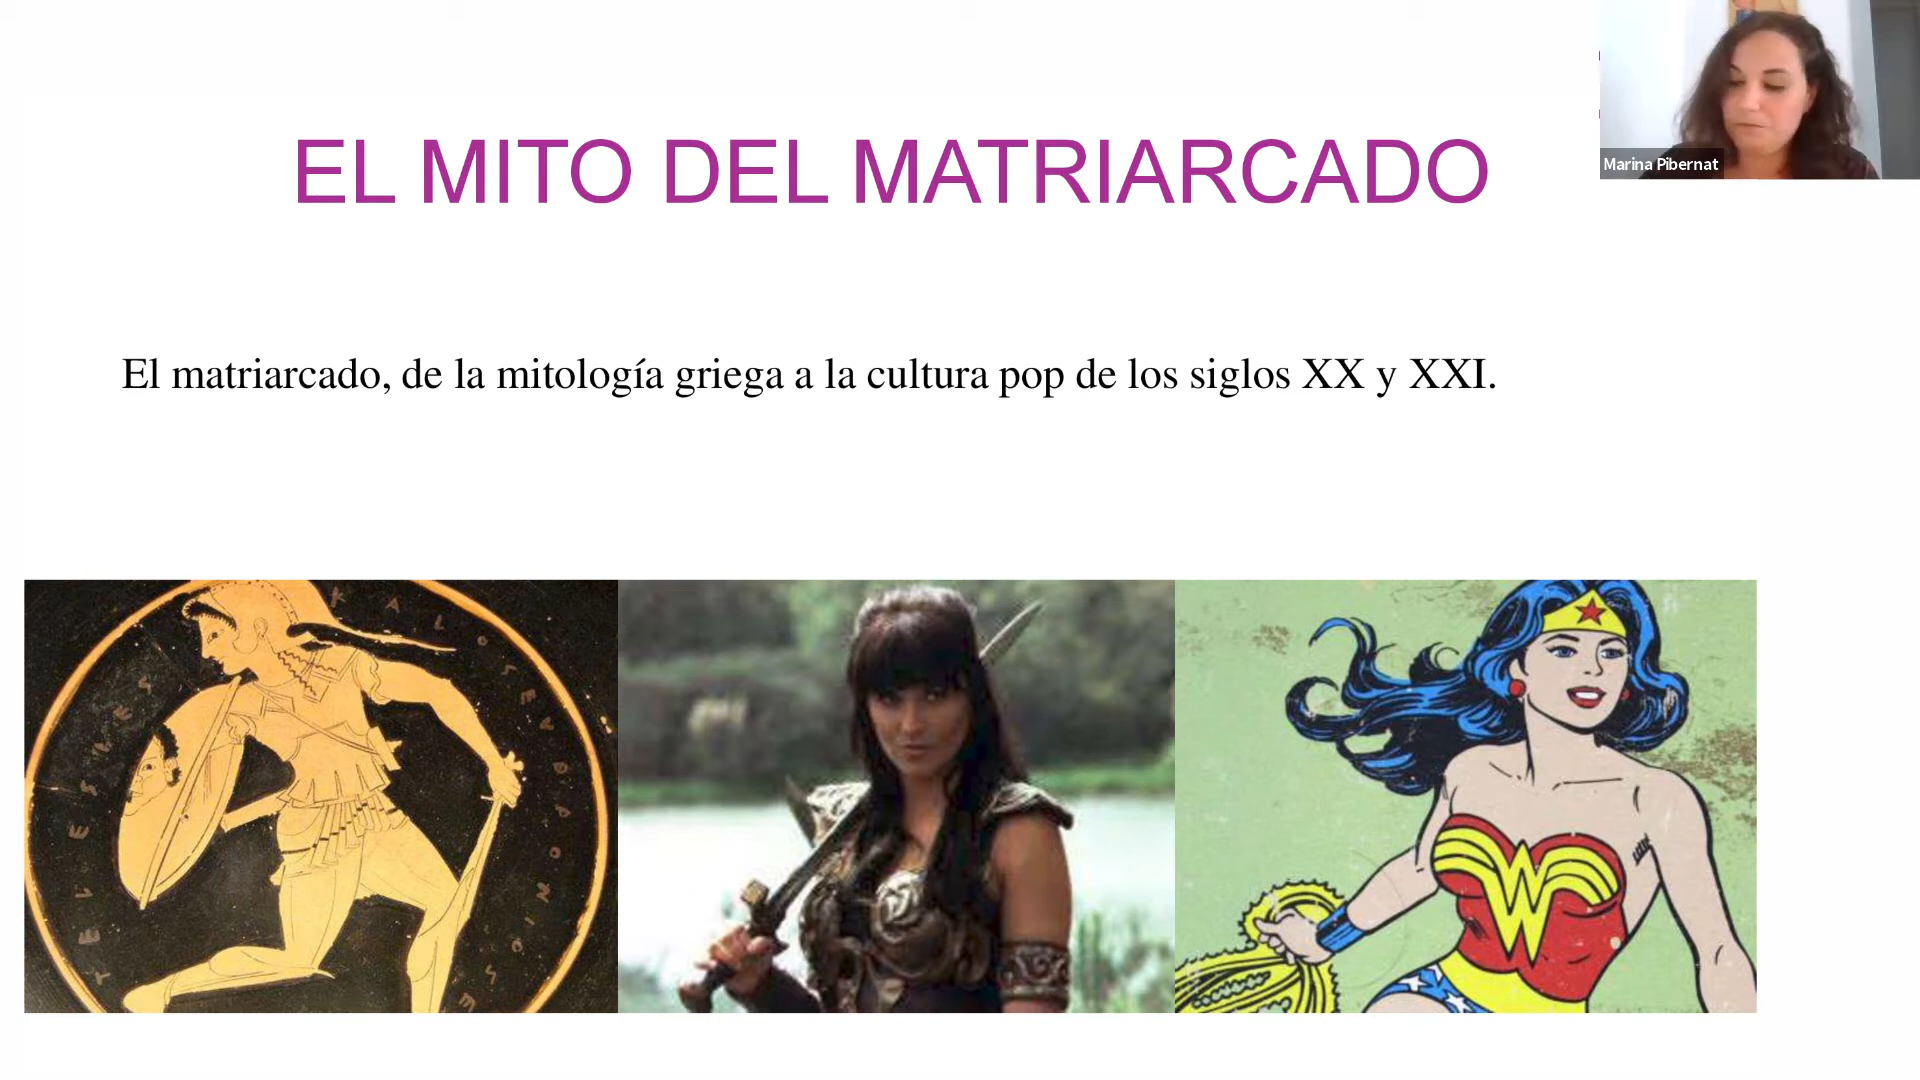 EL MITO DEL MATRIARCADO
Marina Pibernat
El matriarcado, de la mitología griega a la cultura pop de los siglos XX y XXI.
W